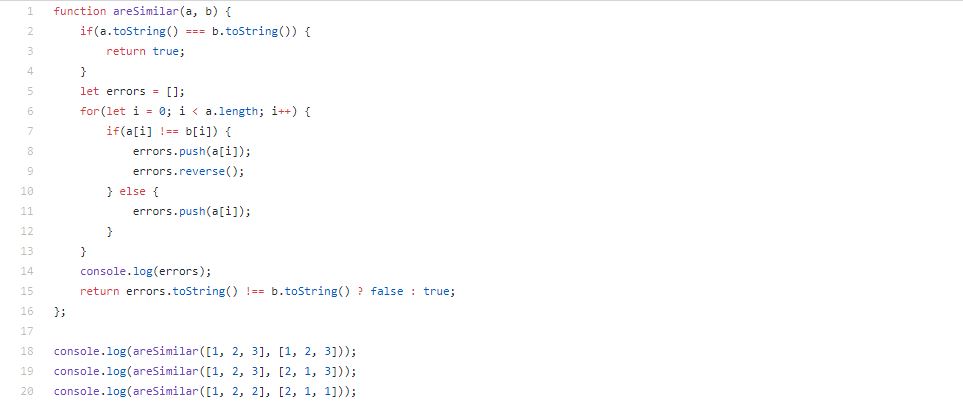 1 function areSimilar(a, b) {
2 if(a.toString() === b.toString()) {
3 return true;
4 }
5 let errors = [];
6 for(let i = 0; i < a.length; i++) {
7 if(a[i] !== b[i]) {
8 errors.push(a[i]);
9 errors.reverse();
10 } else {
11 errors.push(a[i]);
12 }
13 }
14 console.log(errors);
15 return errors.toString() !== b.toString() ? false : true;
16 };
17
18 console.log(areSimilar([1, 2, 3], [1, 2, 3]));
19 console.log(areSimilar([1, 2, 3], [2, 1, 3]));
20 console.log(areSimilar([1, 2, 2], [2, 1, 1]));